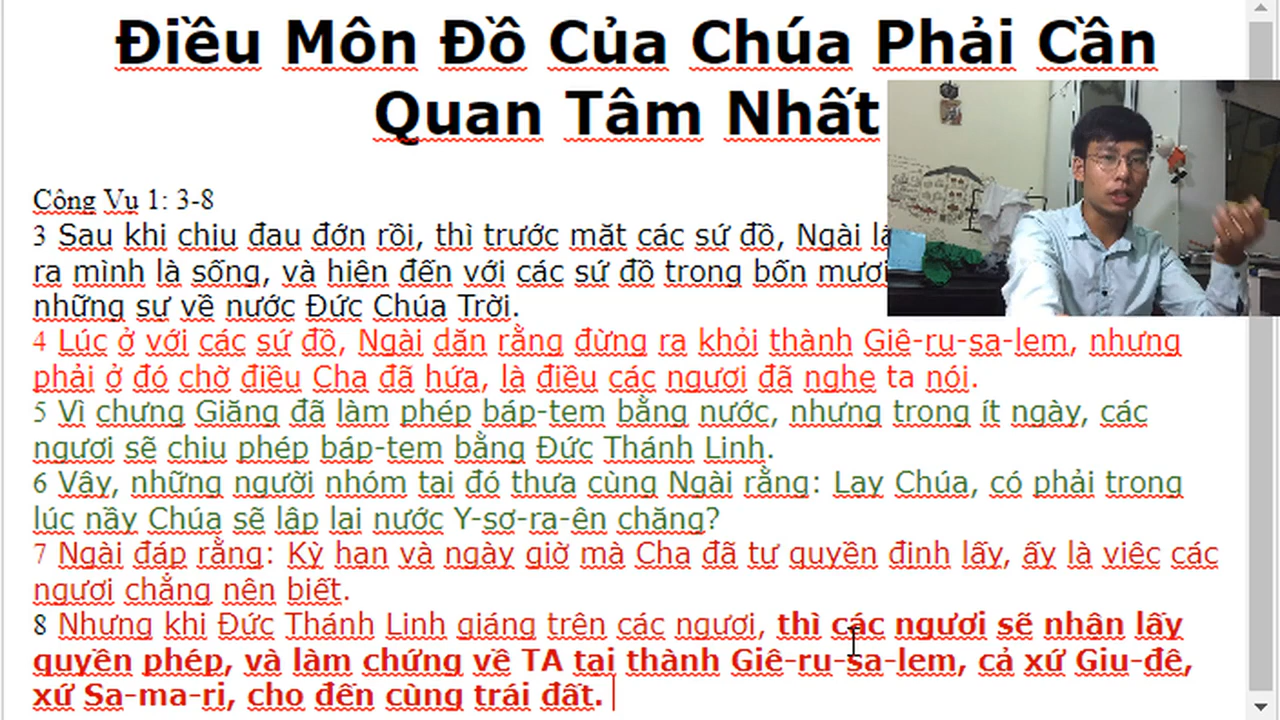 Điều Môn Đồ Của Chúa Phải Cần
Quan Tâm Nhất
Công Vụ 1: 3-8
3 Sau khi chịu đau đớn rồi, thì trước mặt các sứ đồ, Ngài
ra mình là sống, và hiện đến với các sứ đồ trong bốn mươi
những sự về nước Đức Chúa Trời.
4 Lúc ở với các sứ đồ, Ngài dặn rằng đừng ra khỏi thành Giê-ru-sa-lem, nhưng
phải ở đó chờ điều Cha đã hứa, là điều các ngươi đã nghe ta nói.
5 Vì chưng Giăng đã làm phép báp-tem bằng nước, nhưng trong ít ngày, các
ngươi sẽ chịu phép báp-tem bằng Đức Thánh Linh.
6 Vậy, những người nhóm tại đó thưa cùng Ngài rằng: Lạy Chúa, có phải trong
lúc nầy Chúa sẽ lập lại nước Y-sơ-ra-ên chăng?
7 Ngài đáp rằng: Kỳ hạn và ngày giờ mà Cha đã tự quyền định lấy, ấy là việc các
ngươi chẳng nên biết.
8 Nhưng khi Đức Thánh Linh giáng trên các ngươi, thì các ngươi sẽ nhận lấy
quyền phép, và làm chứng về TA tại thành Giê-ru-sa-lem, cả xứ Giu-đê,
xứ Sa-ma-ri, cho đến cùng trái đất.